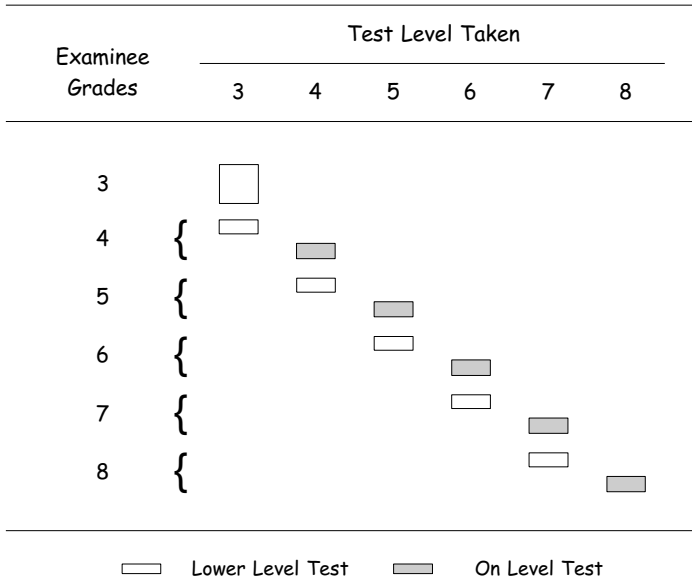 Test Level Taken
Examinee
Grades
3 4 5 6 7 8
3
4 {
5 {
6 {
7 {
8 {
Lower Level Test On Level Test